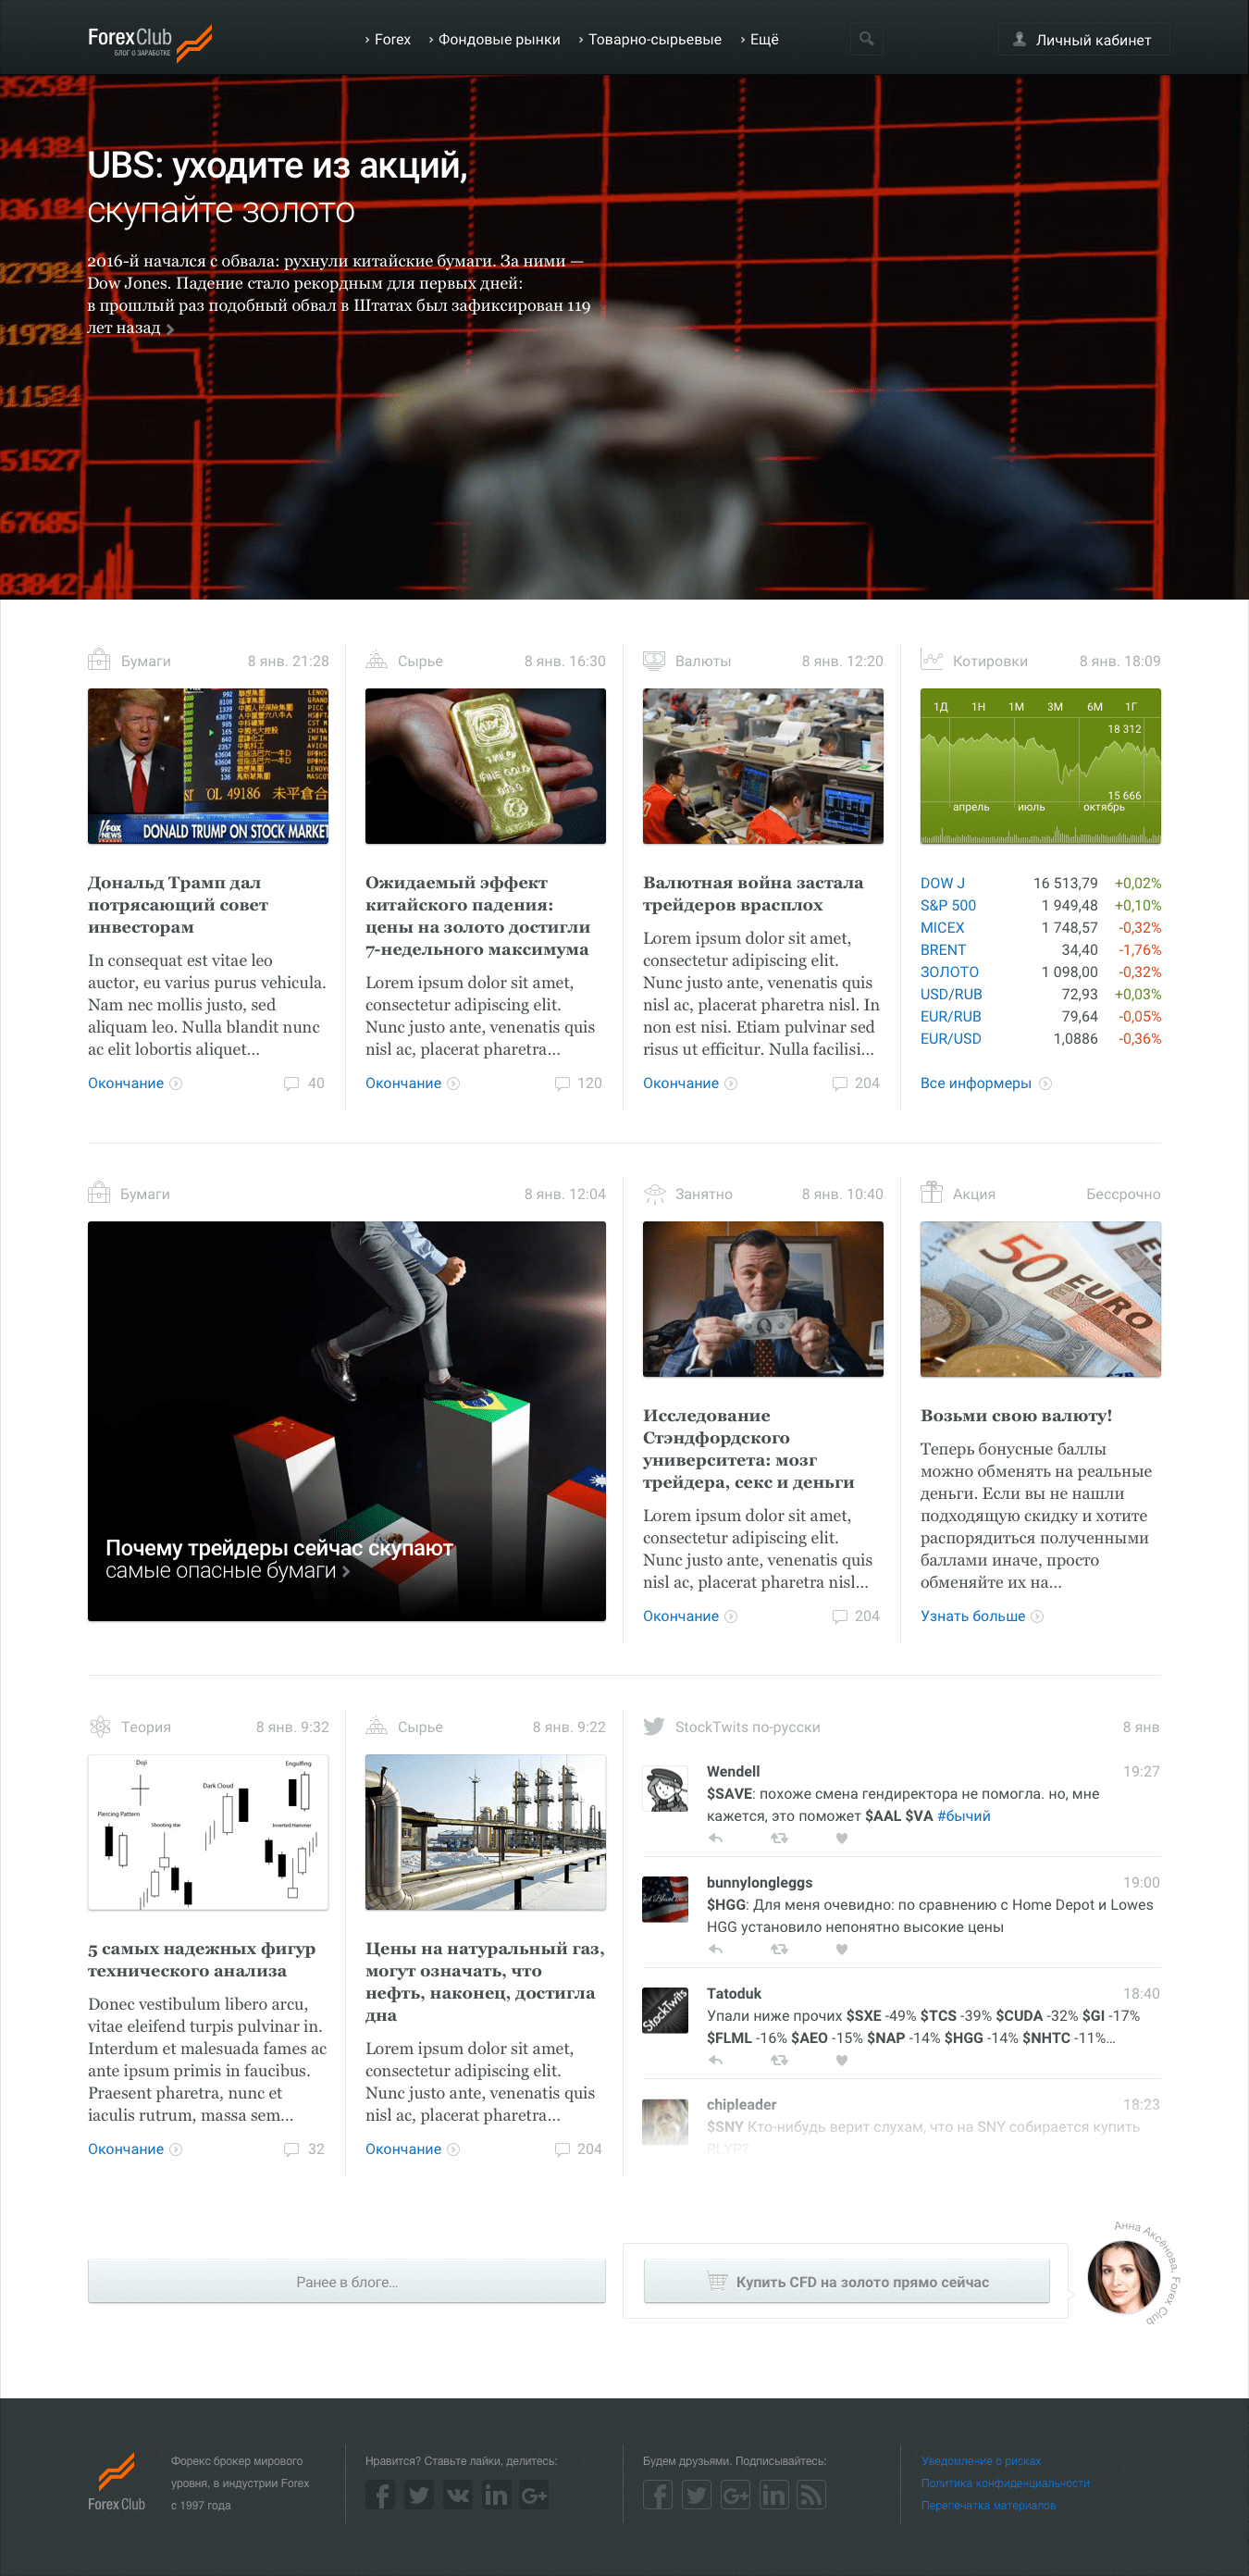 ForexClub
БЛОГ О ЗАРАБОТКЕ
Forex
Фондовые рынки
Товарно-сырьевые
Ещё
Личный кабинет
UBS: уходите из акций,
скупайте золото
2016-й начался с обвала: рухнули китайские бумаги. За ними —
Dow Jones. Падение стало рекордным для первых дней:
в прошлый раз подобный обвал в Штатах был зафиксирован 119
лет назад
Бумаги 8 янв. 21:28
DONALD TRUMP ON STOCK MARKET
Дональд Трамп дал
потрясающий совет
инвесторам
In consequat est vitae leo
auctor, eu varius purus vehicula.
Nam nec mollis justo, sed
aliquam leo. Nulla blandit nunc
ac elit lobortis aliquet...
Окончание 40
Сырье 8 янв. 16:30
Ожидаемый эффект
китайского падения:
цены на золото достигли
7-недельного максимума
Lorem ipsum dolor sit amet,
consectetur adipiscing elit.
Nunc justo ante, venenatis quis
nisl ac, placerat pharetra...
Окончание 120
Валюты 8 янв. 12:20
Валютная война застала
трейдеров врасплох
Lorem ipsum dolor sit amet,
consectetur adipiscing elit.
Nunc justo ante, venenatis quis
nisl ac, placerat pharetra nisl. In
non est nisi. Etiam pulvinar sed
risus ut efficitur. Nulla facilisi...
Окончание 204
Котировки 8 янв. 18:09
1Д 1Н 1М 3М 6М 1Г
18 312
15 666
апрель июль октябрь
DOW J 16 513,79 +0,02%
S&P 500 1 949,48 +0,10%
MICEX 1 748,57 -0,32%
BRENT 34,40 -1,76%
ЗОЛОТО 1 098,00 -0,32%
USD/RUB 72,93 +0,03%
EUR/RUB 79,64 -0,05%
EUR/USD 1,0886 -0,36%
Все информеры
Бумаги 8 янв. 12:04
Почему трейдеры сейчас скупают
самые опасные бумаги
Занятно 8 янв. 10:40
Исследование
Стэндфордского
университета: мозг
трейдера, секс и деньги
Lorem ipsum dolor sit amet,
consectetur adipiscing elit.
Nunc justo ante, venenatis quis
nisl ac, placerat pharetra nisl...
Окончание 204
Акция Бессрочно
50 EURO
Возьми свою валюту!
Теперь бонусные баллы
можно обменять на реальные
деньги. Если вы не нашли
подходящую скидку и хотите
распорядиться полученными
баллами иначе, просто
обменяйте их на...
Узнать больше
Теория 8 янв. 9:32
Doji
Engulfing
Dark Cloud
Piercing Pattern
Shooting star
Inverted Hammer
5 самых надежных фигур
технического анализа
Donec vestibulum libero arcu,
vitae eleifend turpis pulvinar in.
Interdum et malesuada fames ac
ante ipsum primis in faucibus.
Praesent pharetra, nunc et
iaculis rutrum, massa sem...
Окончание 32
Сырье 8 янв. 9:22
Цены на натуральный газ,
могут означать, что
нефть, наконец, достигла
дна
Lorem ipsum dolor sit amet,
consectetur adipiscing elit.
Nunc justo ante, venenatis quis
nisl ac, placerat pharetra...
Окончание 204
StockTwits по-русски 8 янв
Wendell 19:27
$SAVE: похоже смена гендиректора не помогла. но, мне
кажется, это поможет $AAL $VA #бычий
bunnylongleggs 19:00
$HGG: Для меня очевидно: по сравнению с Home Depot и Lowes
HGG установило непонятно высокие цены
StockTwits
Tatoduk 18:40
Упали ниже прочих $SXE -49% $TCS -39% $CUDA -32% $GI -17%
$FLML -16% $AEO -15% $NAP -14% $HGG -14% $NHTC -11%...
chipleader 18:23
$SNY Кто-нибудь верит слухам, что на SNY собирается купить
RLYP?
Ранее в блоге...
Купить CFD на золото прямо сейчас
Анна Аксёнова, Forex Club
ForexClub
Форекс брокер мирового
уровня, в индустрии Forex
с 1997 года
Нравится? Ставьте лайки, делитесь:
Будем друзьями. Подписывайтесь:
Уведомление о рисках
Политика конфиденциальности
Перепечатка материалов